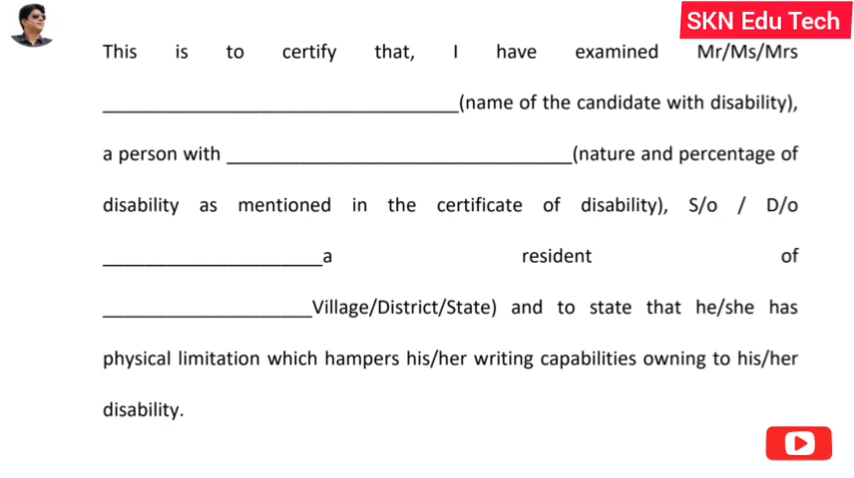 SKN Edu Tech
This is to certify that, I have examined Mr/Ms/Mrs
___________________________________(name of the candidate with disability),
a person with __________________________________(nature and percentage of
disability as mentioned in the certificate of disability), S/o / D/o
______________________a resident of
_____________________Village/District/State) and to state that he/she has
physical limitation which hampers his/her writing capabilities owning to his/her
disability.